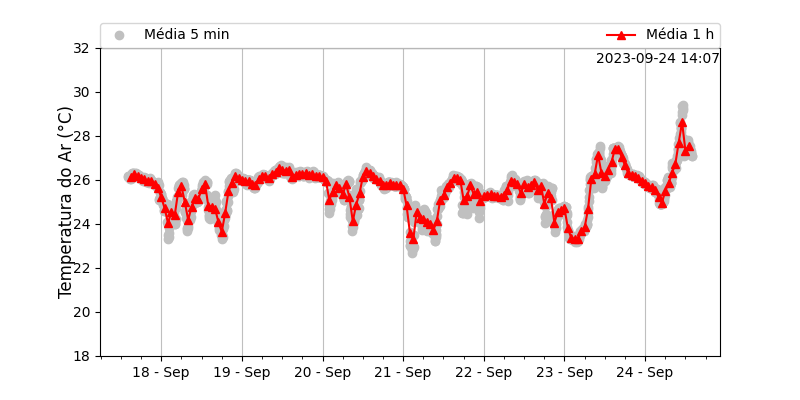 Média 5 min
Média 1 h
2023-09-24 14:07
Temperatura do Ar (°C)
32
30
28
26
24
22
20
18
18 - Sep
19 - Sep
20 - Sep
21 - Sep
22 - Sep
23 - Sep
24 - Sep